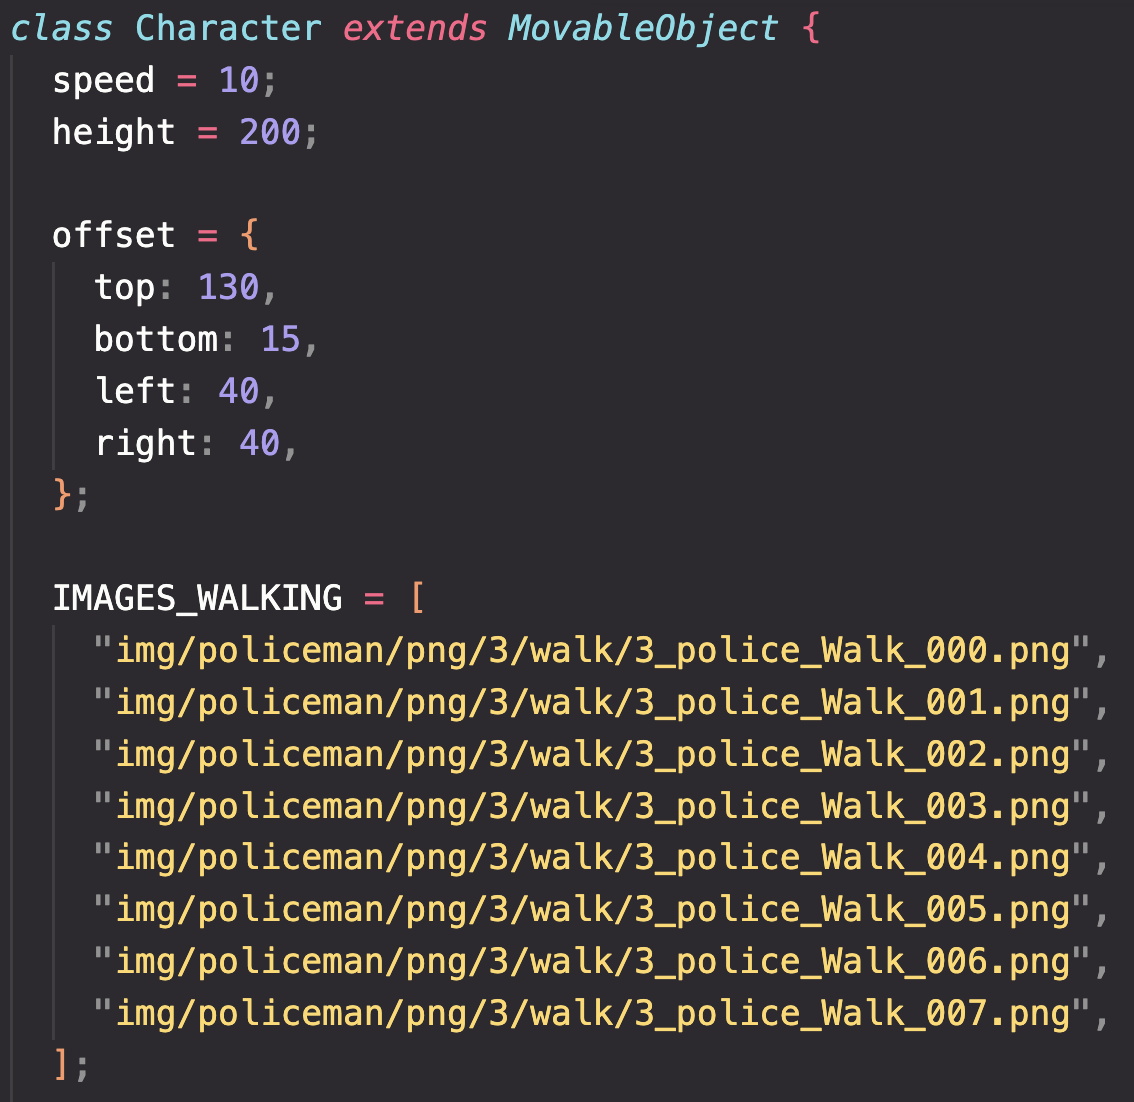 class Character extends MovableObject {
  speed = 10;
  height = 200;

  offset = {
    top: 130,
    bottom: 15,
    left: 40,
    right: 40,
  };

  IMAGES_WALKING = [
    "img/policeman/png/3/walk/3_police_Walk_000.png",
    "img/policeman/png/3/walk/3_police_Walk_001.png",
    "img/policeman/png/3/walk/3_police_Walk_002.png",
    "img/policeman/png/3/walk/3_police_Walk_003.png",
    "img/policeman/png/3/walk/3_police_Walk_004.png",
    "img/policeman/png/3/walk/3_police_Walk_005.png",
    "img/policeman/png/3/walk/3_police_Walk_006.png",
    "img/policeman/png/3/walk/3_police_Walk_007.png",
  ];